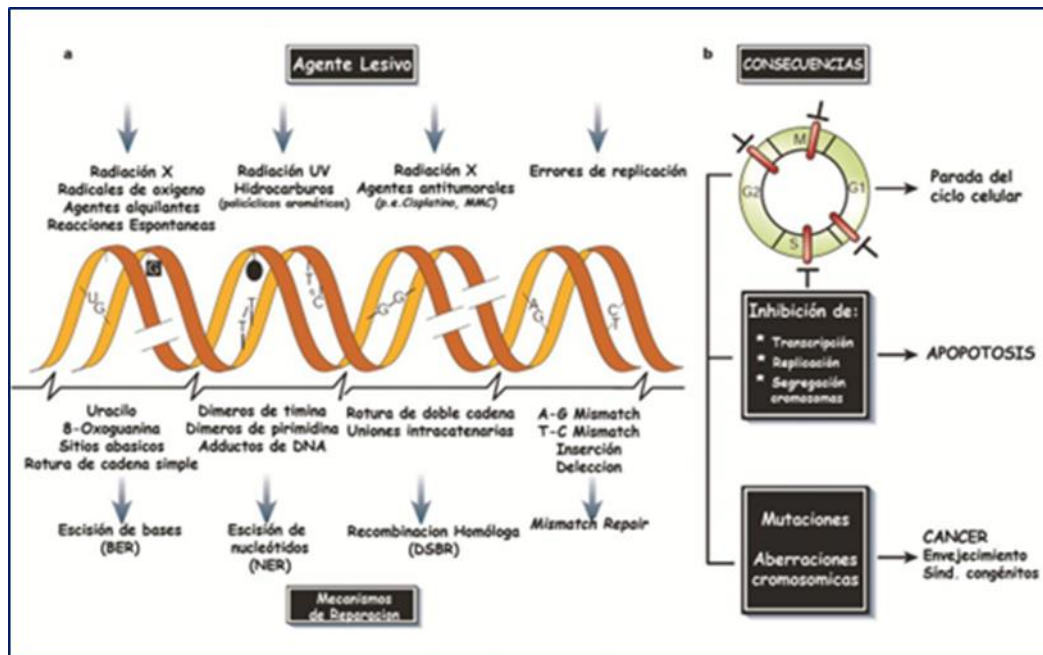 a
Agente Lesivo
Radiación X
Radicales de oxigeno
Agentes alquilantes
Reacciones Espontaneas
Radiación UV
Hidrocarburos
(policíclicos aromáticos)
Radiación X
Agentes antitumorales
(p.e.Cisplatino, MMC)
Errores de replicación
U
G
G
T
T
T
C
G
G
A
G
C
T
Uracilo
8-Oxoguanina
Sitios abasicos
Rotura de cadena simple
Dimeros de timina
Dimeros de pirimidina
Adductos de DNA
Rotura de doble cadena
Uniones intracatenarias
A-G Mismatch
T-C Mismatch
Inserción
Deleccion
Escisión de bases
(BER)
Escisión de
nucleótidos
(NER)
Recombinacion Homóloga
(DSBR)
Mismatch Repair
Mecanismos
de Reparacion
b
CONSECUENCIAS
M
G2
G1
S
Parada del
ciclo celular
Inhibición de:
* Transcripción
* Replicación
* Segregación
cromosomas
APOPOTOSIS
Mutaciones
Aberraciones
cromosomicas
CANCER
Envejecimiento
Sind. congénitos